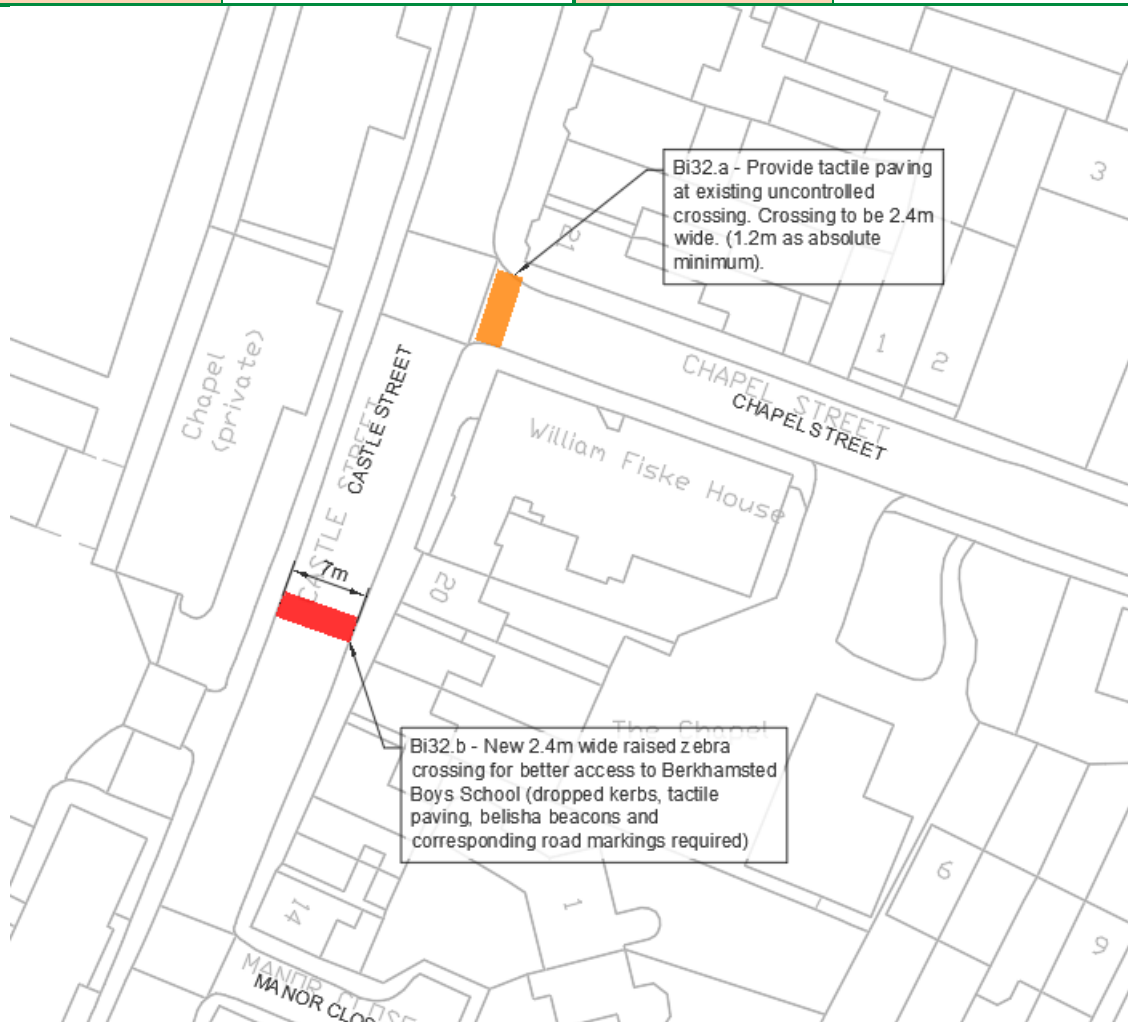 Bi32.a - Provide tactile paving
at existing uncontrolled
crossing. Crossing to be 2.4m
wide. (1.2m as absolute
minimum).
3
21
1
2
Chapel
(private)
CASTLE STREET
CASTLE STREET
CHAPEL STREET
CHAPEL STREET
William Fiske House
7m
20
The Chapel
Bi32.b - New 2.4m wide raised zebra
crossing for better access to Berkhamsted
Boys School (dropped kerbs, tactile
paving, belisha beacons and
corresponding road markings required)
6
1
14
9
MANOR CLOSE
MANOR CLOS